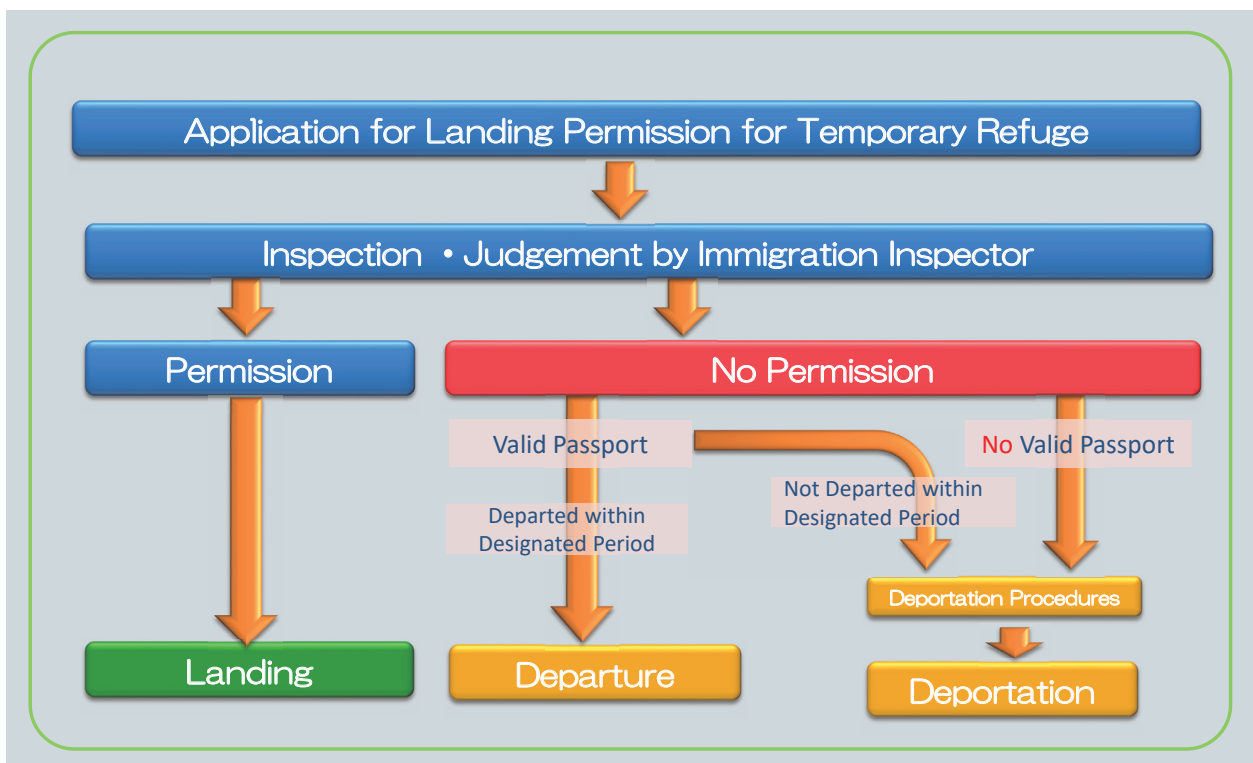 Application for Landing Permission for Temporary Refuge
Inspection ・Judgement by Immigration Inspector
Permission
No Permission
Valid Passport
No Valid Passport
Not Departed within
Designated Period
Departed within
Designated Period
Deportation Procedures
Landing
Departure
Deportation